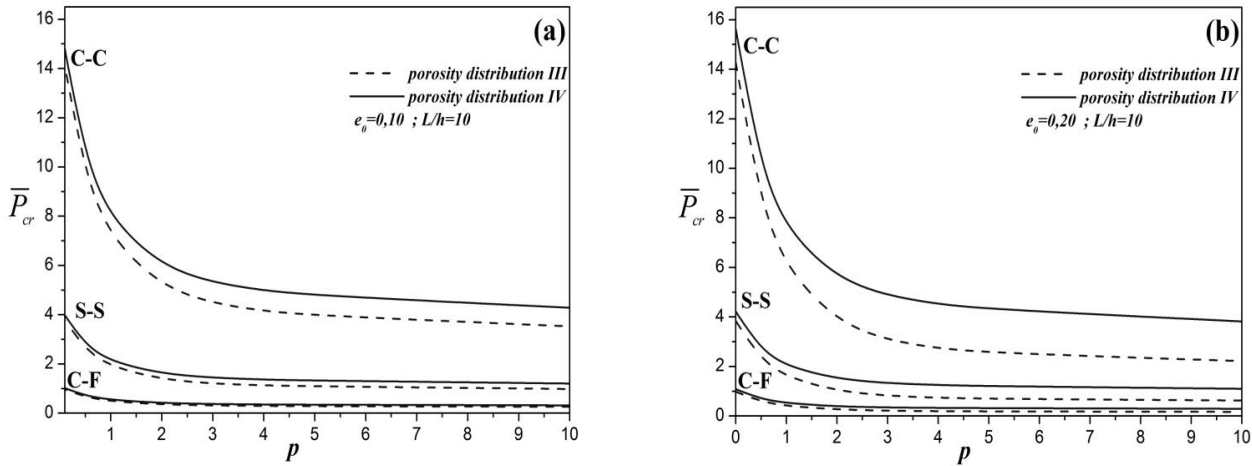 (a)
16
14
12
10
8
6
4
2
0
P̅cr
C-C
S-S
C-F
porosity distribution III
porosity distribution IV
e₀=0,10 ; L/h=10
1 2 3 4 5 6 7 8 9 10
p
(b)
16
14
12
10
8
6
4
2
0
P̅cr
C-C
S-S
C-F
porosity distribution III
porosity distribution IV
e₀=0,20 ; L/h=10
0 1 2 3 4 5 6 7 8 9 10
p